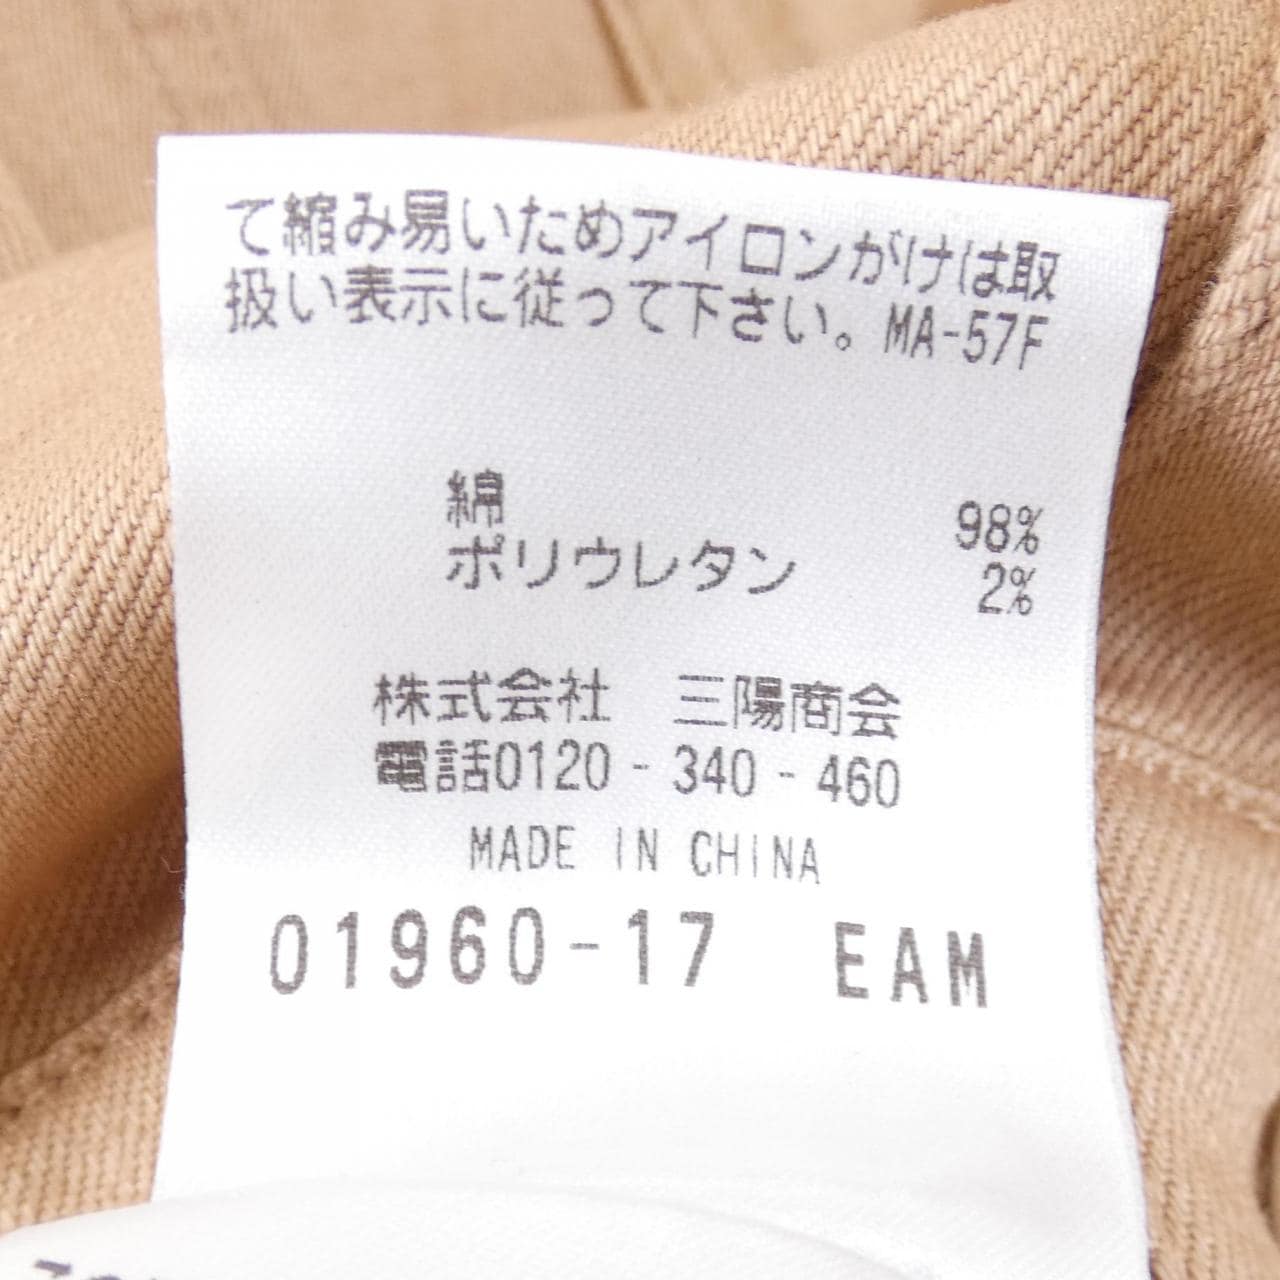 て縮み易いためアイロンがけは取
扱い表示に従って下さい。MA-57F
綿 98%
ポリウレタン 2%
株式会社 三陽商会
電話0120-340-460
MADE IN CHINA
01960-17 EAM